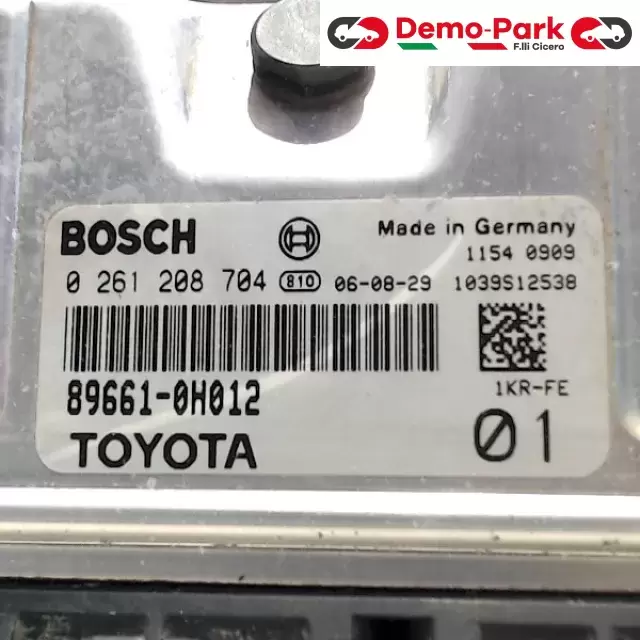 Demo-Park
F.lli Cicero
BOSCH
Made in Germany
1154 0909
0 261 208 704 810 06-08-29 1039S12538
89661-0H012
1KR-FE
TOYOTA
01